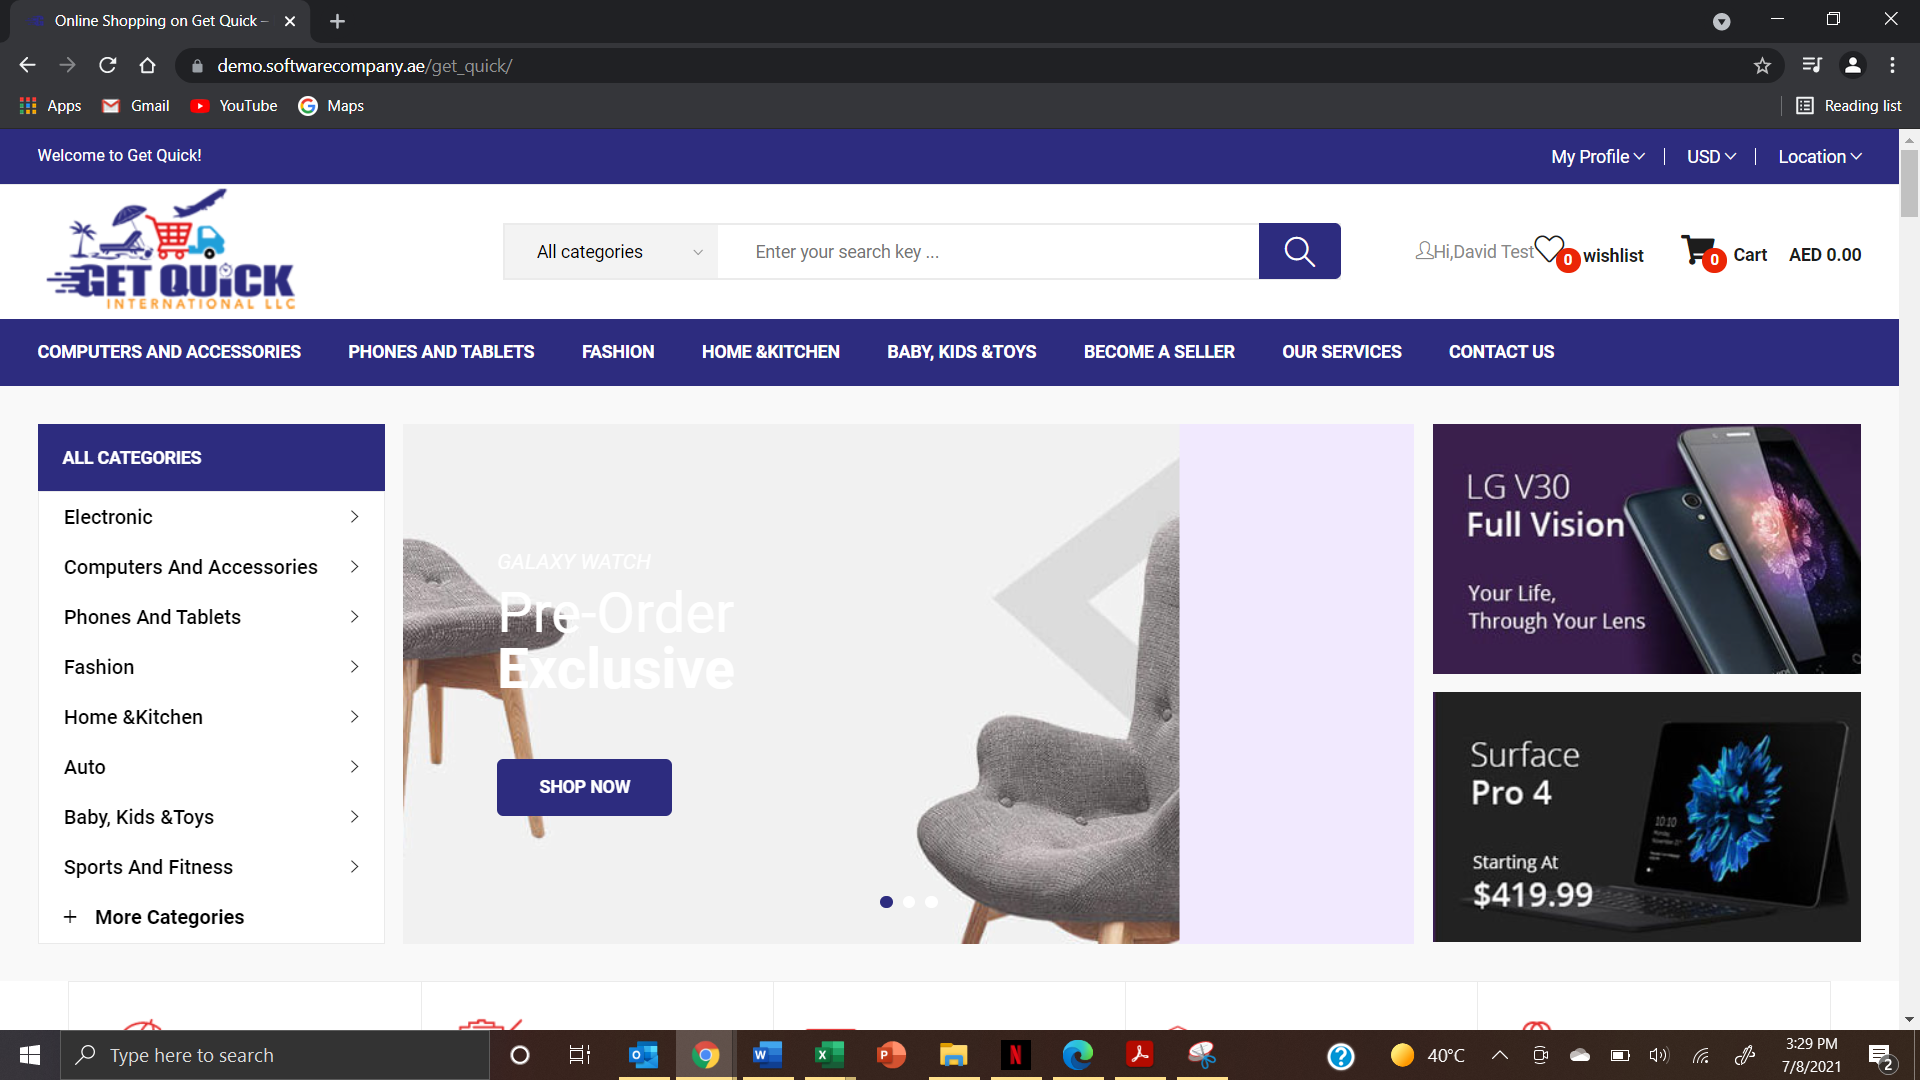 Online Shopping on Get Quick –
demo.softwarecompany.ae/get_quick/
Apps
Gmail
YouTube
Maps
Reading list
Welcome to Get Quick!
My Profile
USD
Location
GET QUICK
INTERNATIONAL LLC
All categories
Enter your search key ...
Hi,David Test
0
wishlist
0
Cart
AED 0.00
COMPUTERS AND ACCESSORIES
PHONES AND TABLETS
FASHION
HOME &KITCHEN
BABY, KIDS &TOYS
BECOME A SELLER
OUR SERVICES
CONTACT US
ALL CATEGORIES
Electronic
Computers And Accessories
Phones And Tablets
Fashion
Home &Kitchen
Auto
Baby, Kids &Toys
Sports And Fitness
+ More Categories
GALAXY WATCH
Pre-Order
Exclusive
SHOP NOW
LG V30
Full Vision
Your Life,
Through Your Lens
Surface
Pro 4
Starting At
$419.99
10:10
Type here to search
40°C
3:29 PM
7/8/2021
2